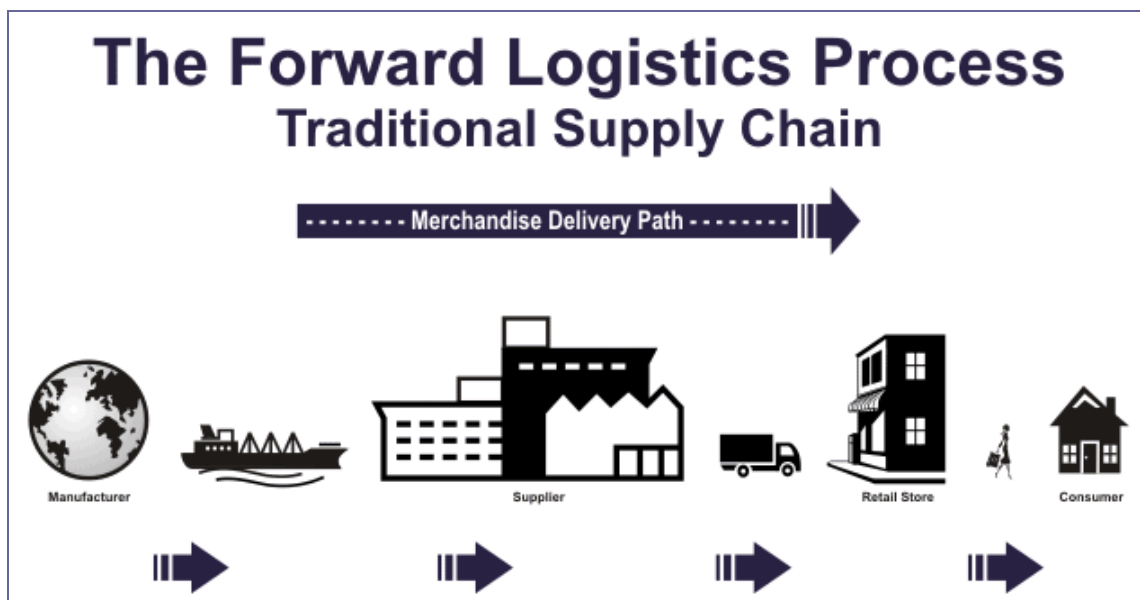 The Forward Logistics Process
Traditional Supply Chain
- - - - - - - - Merchandise Delivery Path - - - - - - - -
Manufacturer
Supplier
Retail Store
Consumer